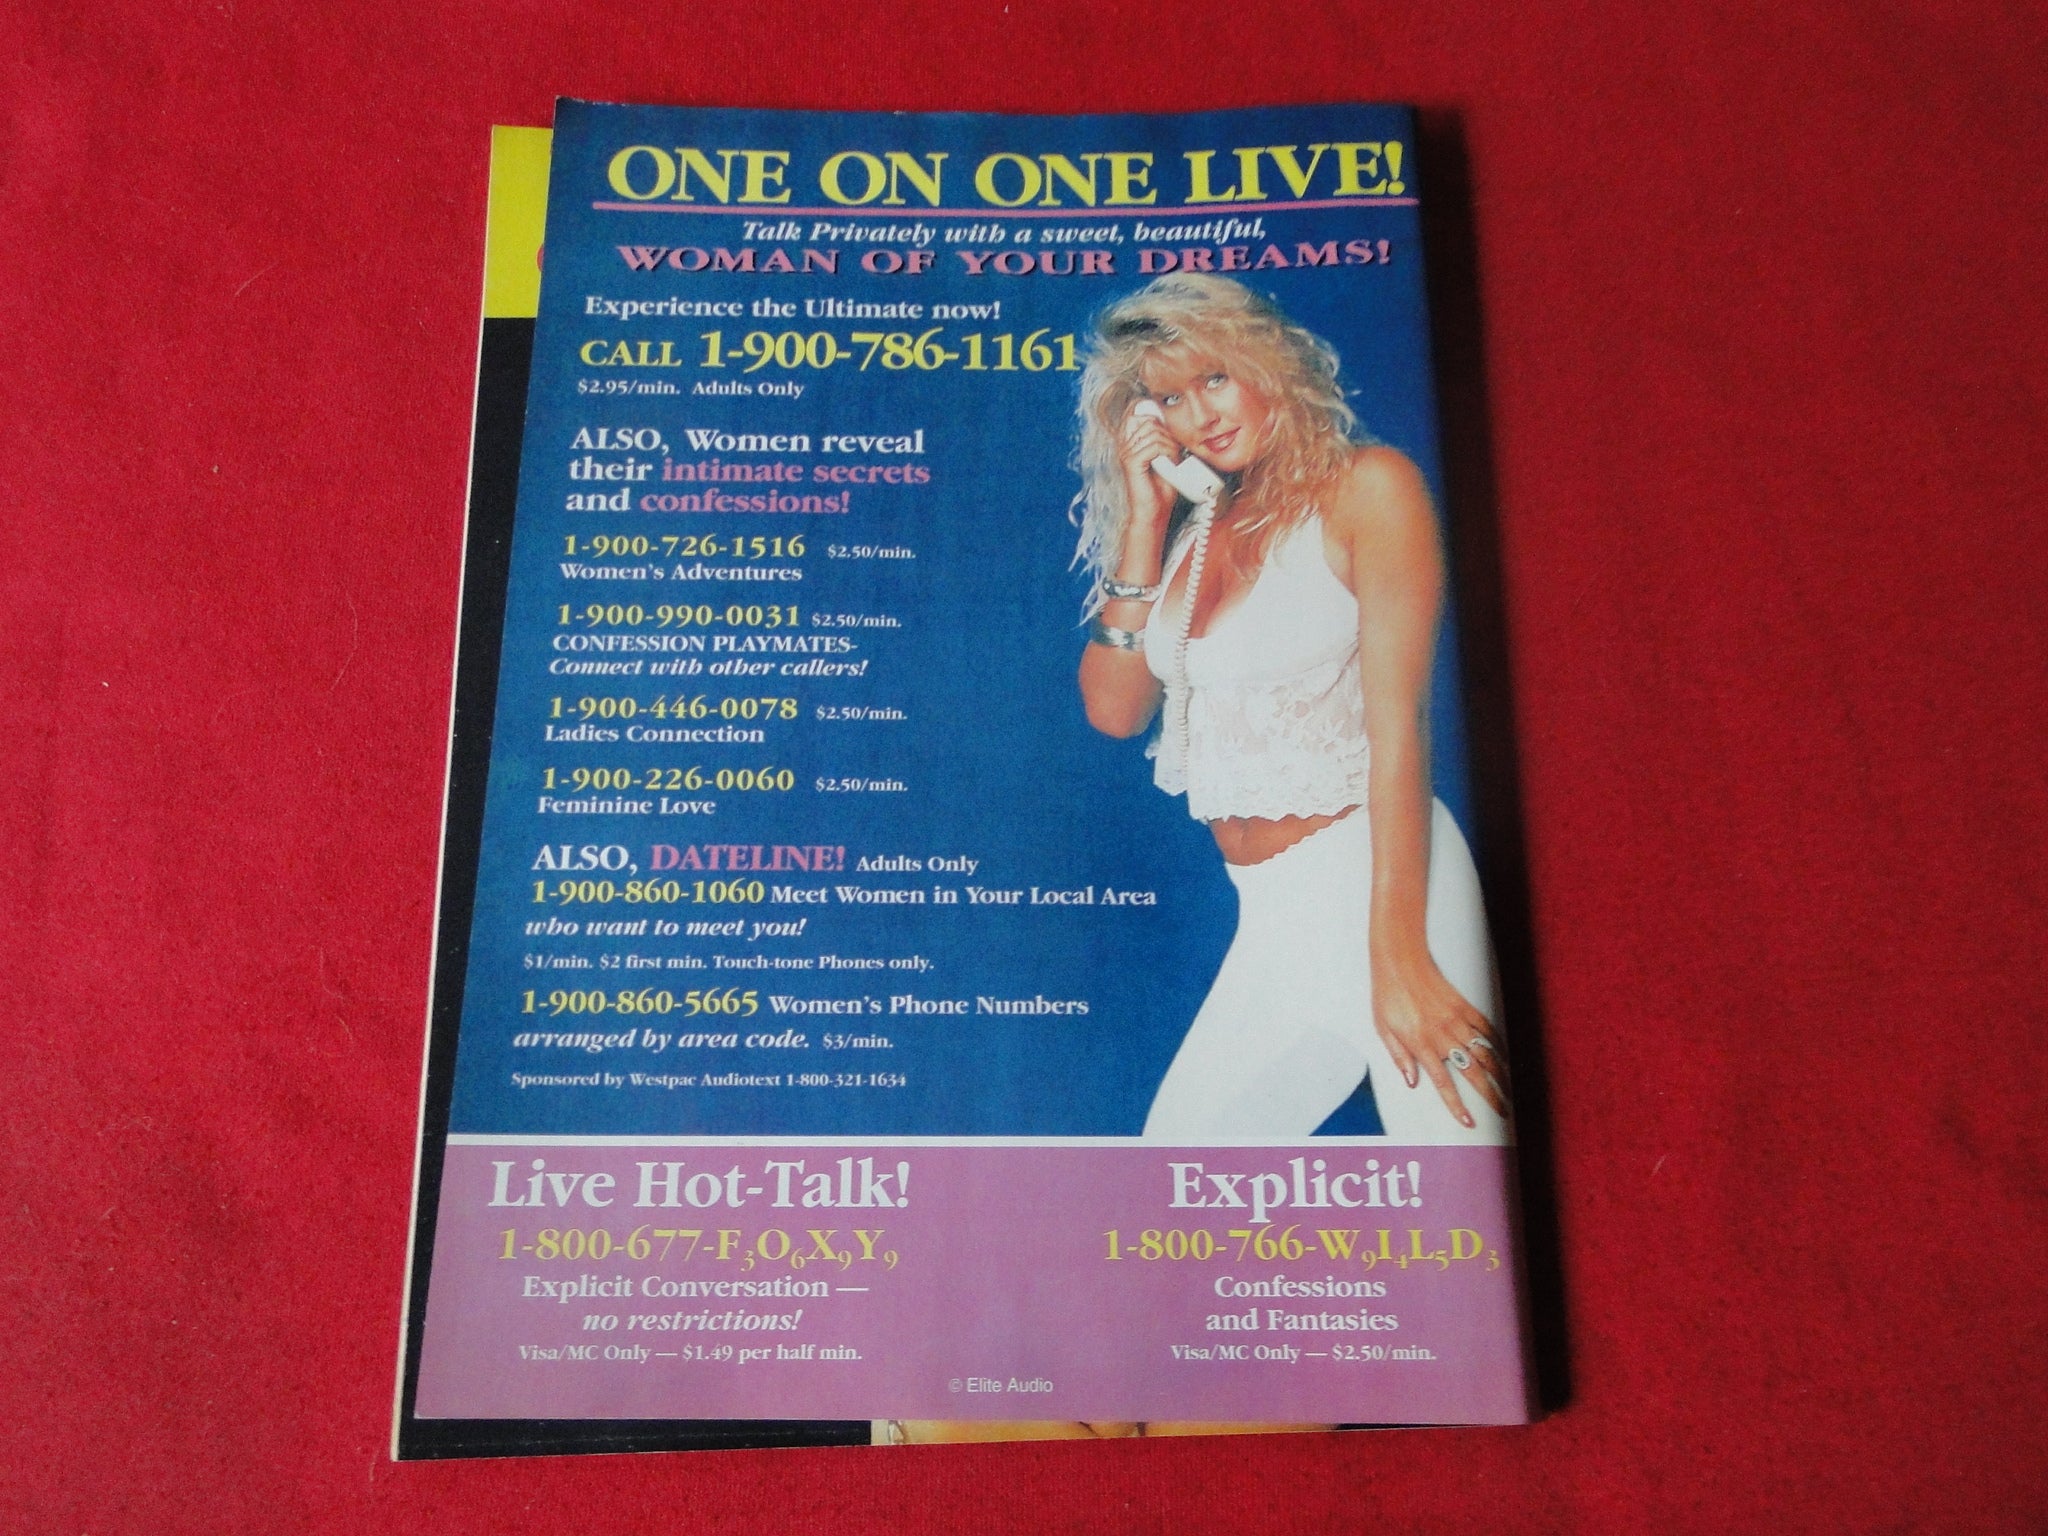 ONE ON ONE LIVE!
Talk Privately with a sweet, beautiful,
WOMAN OF YOUR DREAMS!
Experience the Ultimate now!
CALL 1-900-786-1161
$2.95/min. Adults Only
ALSO, Women reveal
their intimate secrets
and confessions!
1-900-726-1516 $2.50/min.
Women's Adventures
1-900-990-0031 $2.50/min.
CONFESSION PLAYMATES-
Connect with other callers!
1-900-446-0078 $2.50/min.
Ladies Connection
1-900-226-0060 $2.50/min.
Feminine Love
ALSO, DATELINE! Adults Only
1-900-860-1060 Meet Women in Your Local Area
who want to meet you!
$1/min. $2 first min. Touch-tone Phones only.
1-900-860-5665 Women's Phone Numbers
arranged by area code. $3/min.
Sponsored by Westpac Audiotext 1-800-321-1634
Live Hot-Talk!
1-800-677-F3O6X9Y9
Explicit Conversation —
no restrictions!
Visa/MC Only — $1.49 per half min.
Explicit!
1-800-766-W9I4L5D3
Confessions
and Fantasies
Visa/MC Only — $2.50/min.
© Elite Audio